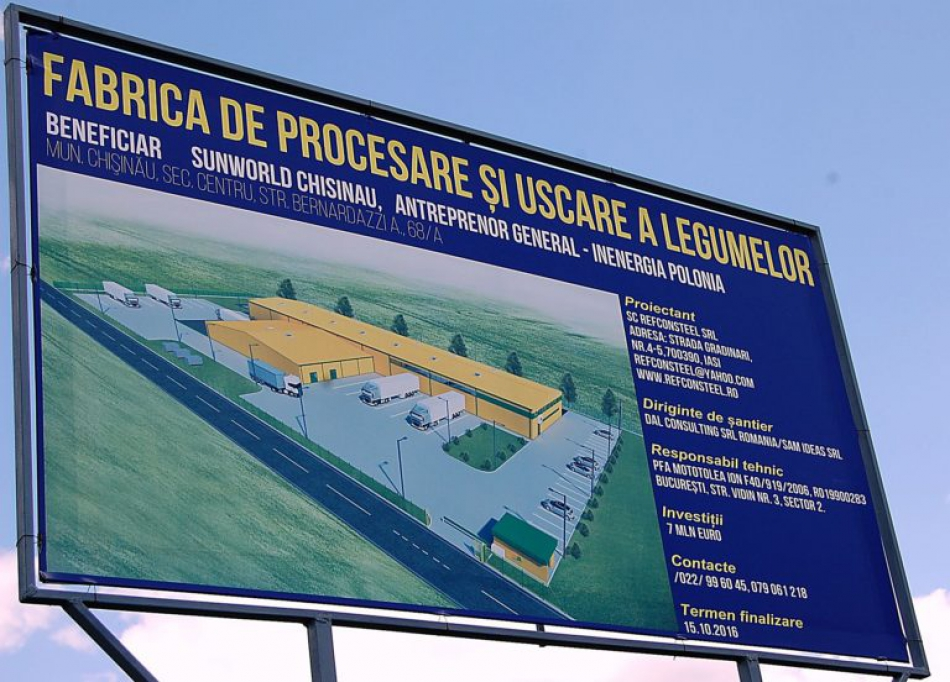 FABRICA DE PROCESARE ȘI USCARE A LEGUMELOR
BENEFICIAR SUNWORLD CHISINAU, ANTREPRENOR GENERAL - INENERGIA POLONIA
MUN. CHIȘINĂU, SEC. CENTRU, STR. BERNARDAZZI A., 68/A
Proiectant
SC REFCONSTEEL SRL
ADRESA: STRADA GRADINARI,
NR.4-5,700390, IASI
REFCONSTEEL@YAHOO.COM
WWW.REFCONSTEEL.RO
Diriginte de șantier
DAL CONSULTING SRL ROMANIA/SAM IDEAS SRL
Responsabil tehnic
PFA MOTOTOLEA ION F40/919/2006, RO19900283
BUCUREȘTI, STR. VIDIN NR. 3, SECTOR 2.
Investiții
7 MLN EURO
Contacte
/022/ 99 60 45, 079 061 218
Termen finalizare
15.10.2016